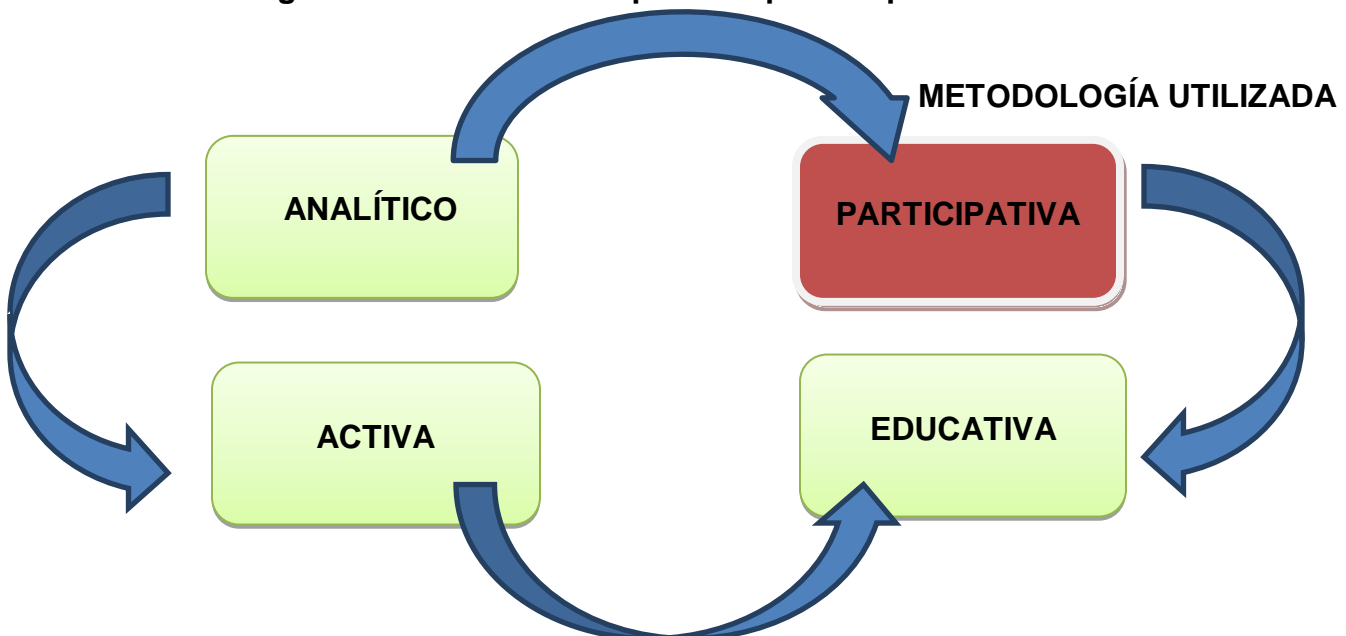 METODOLOGÍA UTILIZADA
ANALÍTICO
PARTICIPATIVA
ACTIVA
EDUCATIVA